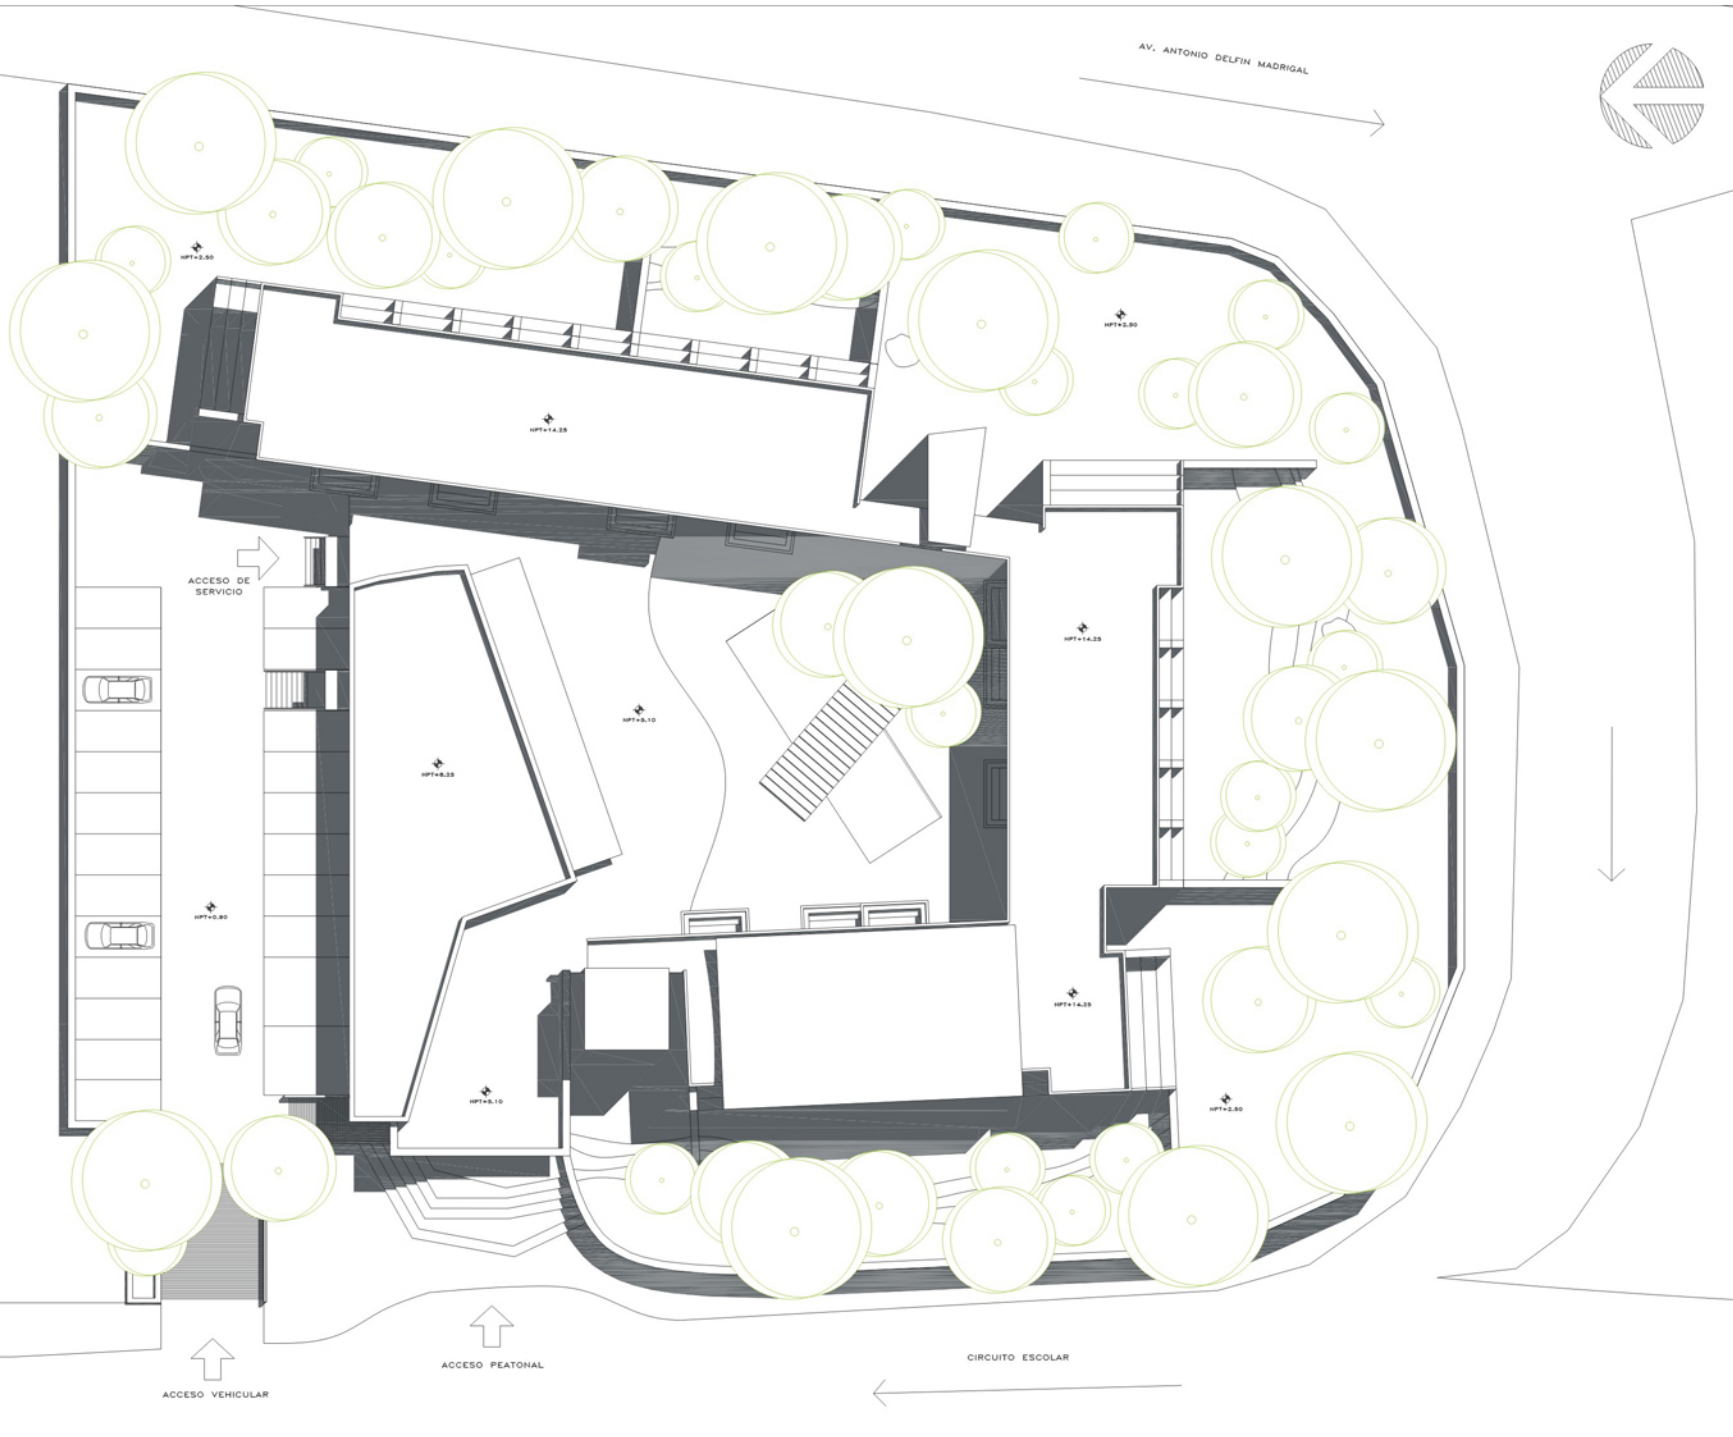 AV. ANTONIO DELFIN MADRIGAL
NPT+2.50
NPT+2.50
NPT+14.25
ACCESO DE
SERVICIO
NPT+14.25
NPT+5.10
NPT+8.25
NPT+0.80
NPT+14.25
NPT+5.10
NPT+2.50
CIRCUITO ESCOLAR
ACCESO PEATONAL
ACCESO VEHICULAR